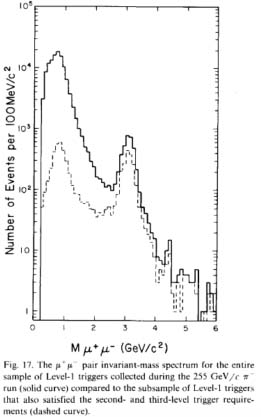 10⁵
10⁴
10³
10²
10
1
Number of Events per 100 MeV/c²
0 1 2 3 4 5 6
M μ⁺μ⁻ (GeV/c²)
Fig. 17. The μ⁺μ⁻ pair invariant-mass spectrum for the entire
sample of Level-1 triggers collected during the 255 GeV/c π⁻
run (solid curve) compared to the subsample of Level-1 triggers
that also satisfied the second- and third-level trigger require-
ments (dashed curve).